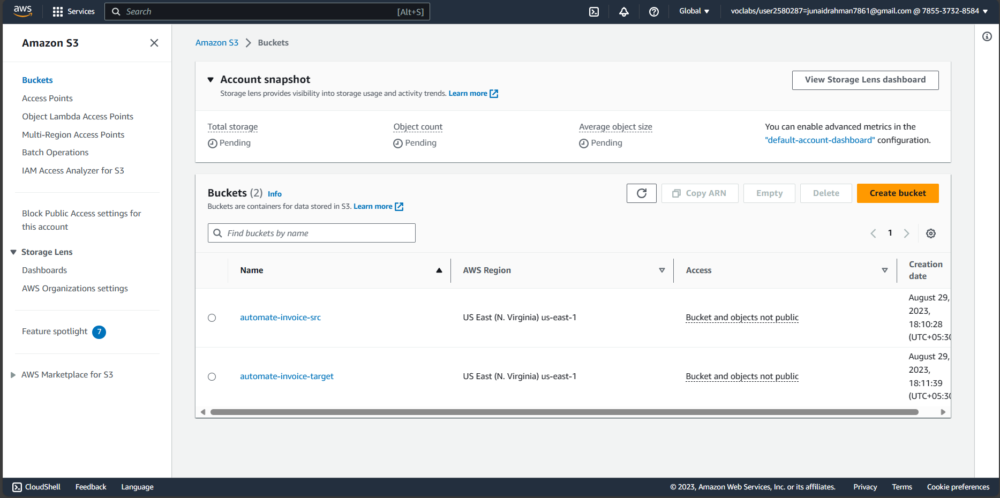 aws
Services
Search
[Alt+S]
Global
voclabs/user2580287=junaidrahman7861@gmail.com @ 7855-3732-8584
Amazon S3
Buckets
Access Points
Object Lambda Access Points
Multi-Region Access Points
Batch Operations
IAM Access Analyzer for S3
Block Public Access settings for
this account
Storage Lens
Dashboards
AWS Organizations settings
Feature spotlight 7
AWS Marketplace for S3
Amazon S3 > Buckets
Account snapshot
Storage lens provides visibility into storage usage and activity trends. Learn more
View Storage Lens dashboard
Total storage
Pending
Object count
Pending
Average object size
Pending
You can enable advanced metrics in the
"default-account-dashboard" configuration.
Buckets (2) Info
Buckets are containers for data stored in S3. Learn more
Copy ARN
Empty
Delete
Create bucket
Find buckets by name
1
Name
AWS Region
Access
Creation
date
automate-invoice-src
US East (N. Virginia) us-east-1
Bucket and objects not public
August 29,
2023,
18:10:28
(UTC+05:30
automate-invoice-target
US East (N. Virginia) us-east-1
Bucket and objects not public
August 29,
2023,
18:11:39
(UTC+05:30
CloudShell
Feedback
Language
© 2023, Amazon Web Services, Inc. or its affiliates.
Privacy
Terms
Cookie preferences